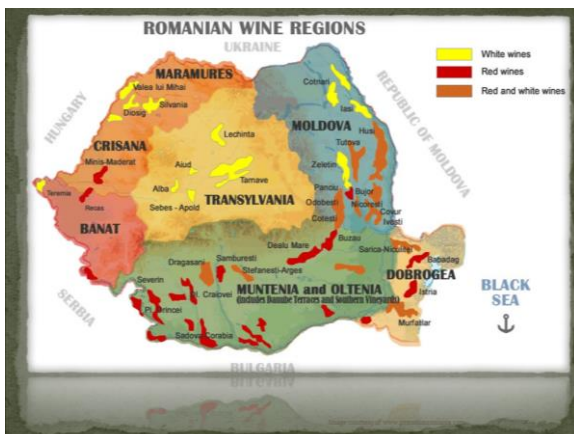 ROMANIAN WINE REGIONS
UKRAINE
White wines
Red wines
Red and white wines
MARAMURES
Valea lui Mihai
Silvania
Diosig
HUNGARY
CRISANA
Minis-Maderat
Teremia
Recas
BANAT
SERBIA
Lechinta
Aiud
Alba
Tarnave
TRANSYLVANIA
Sebes - Apold
Cotnari
Iasi
MOLDOVA
Husi
Tutova
Zeletin
Panciu
Bujor
Odobesti
Nicoresti
Cotesti
Covur
Ivesti
REPUBLIC OF MOLDOVA
Dealu Mare
Buzau
Dragasani
Samburesti
Stefanesti-Arges
Severin
Pl. Craiovei
MUNTENIA and OLTENIA
(includes Danube Terraces and Southern Vineyards)
Sadova Corabia
Sarica-Niculitel
Babadag
DOBROGEA
Istria
Murfatlar
BLACK
SEA
BULGARIA